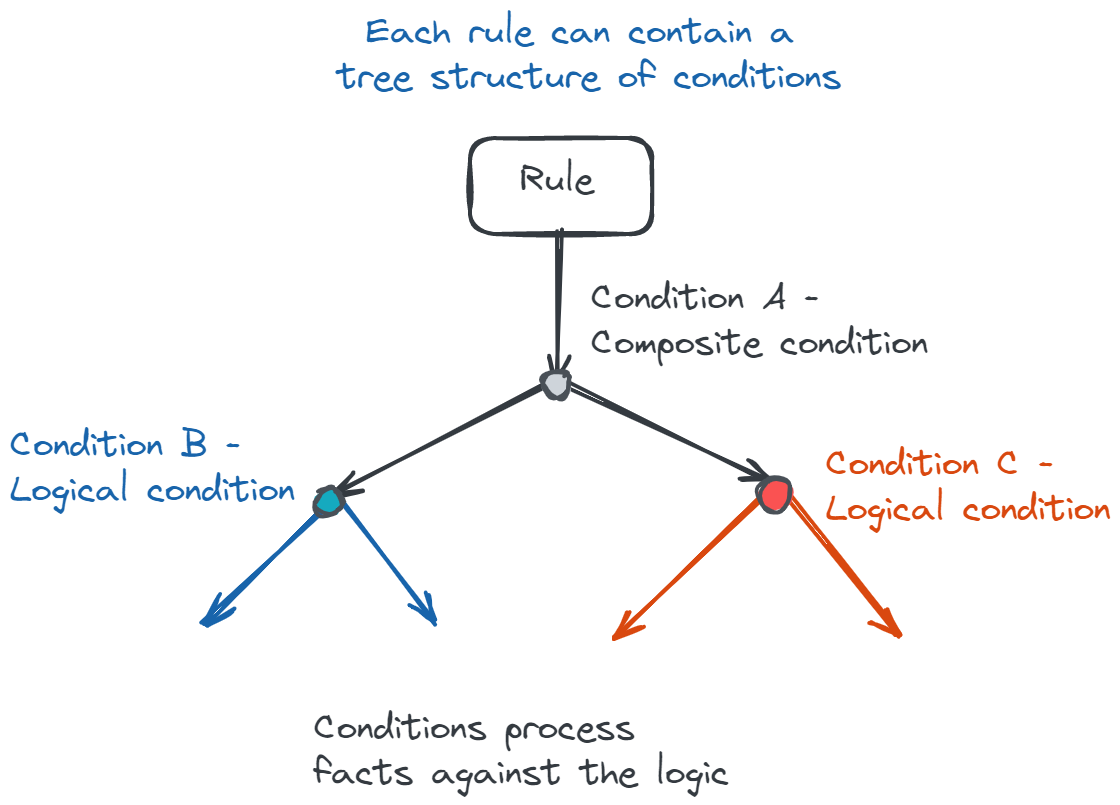 Each rule can contain a
tree structure of conditions
Rule
Condition A -
Composite condition
Condition B -
Logical condition
Condition C -
Logical condition
Conditions process
facts against the logic